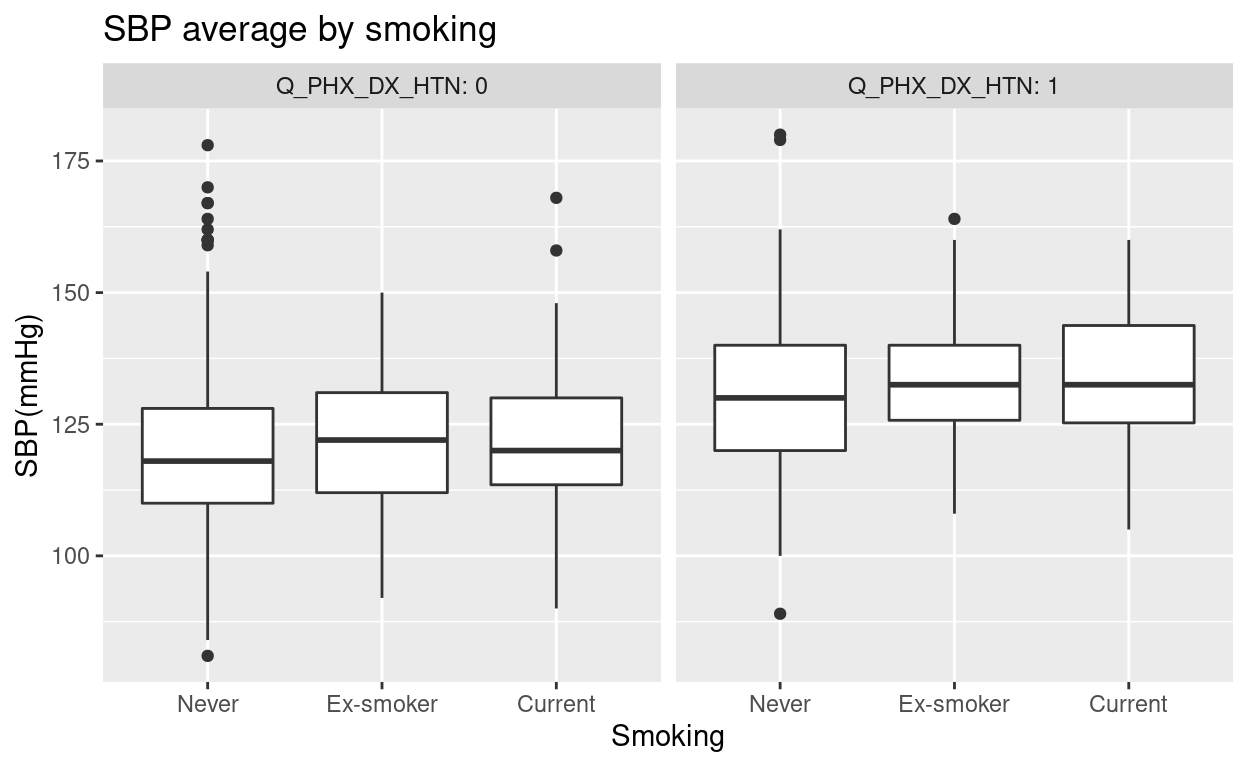 SBP average by smoking
Q_PHX_DX_HTN: 0
Q_PHX_DX_HTN: 1
SBP(mmHg)
175
150
125
100
Never Ex-smoker Current
Never Ex-smoker Current
Smoking